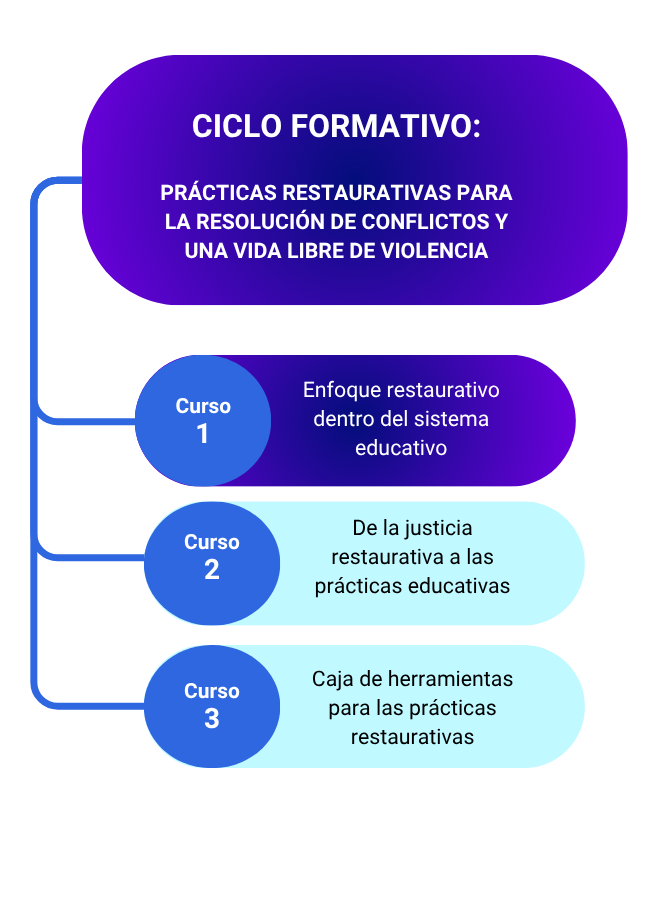 CICLO FORMATIVO:
PRÁCTICAS RESTAURATIVAS PARA
LA RESOLUCIÓN DE CONFLICTOS Y
UNA VIDA LIBRE DE VIOLENCIA
Curso
1
Enfoque restaurativo
dentro del sistema
educativo
Curso
2
De la justicia
restaurativa a las
prácticas educativas
Curso
3
Caja de herramientas
para las prácticas
restaurativas